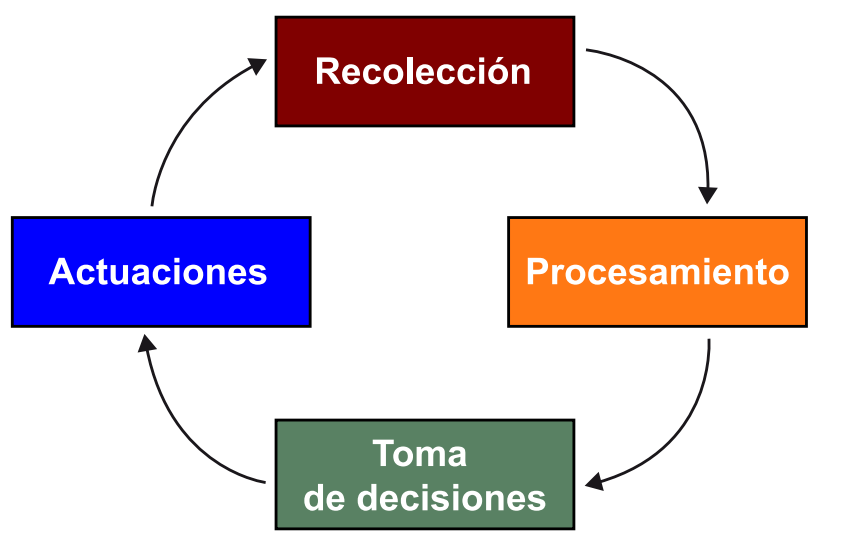 Recolección
Procesamiento
Toma
de decisiones
Actuaciones